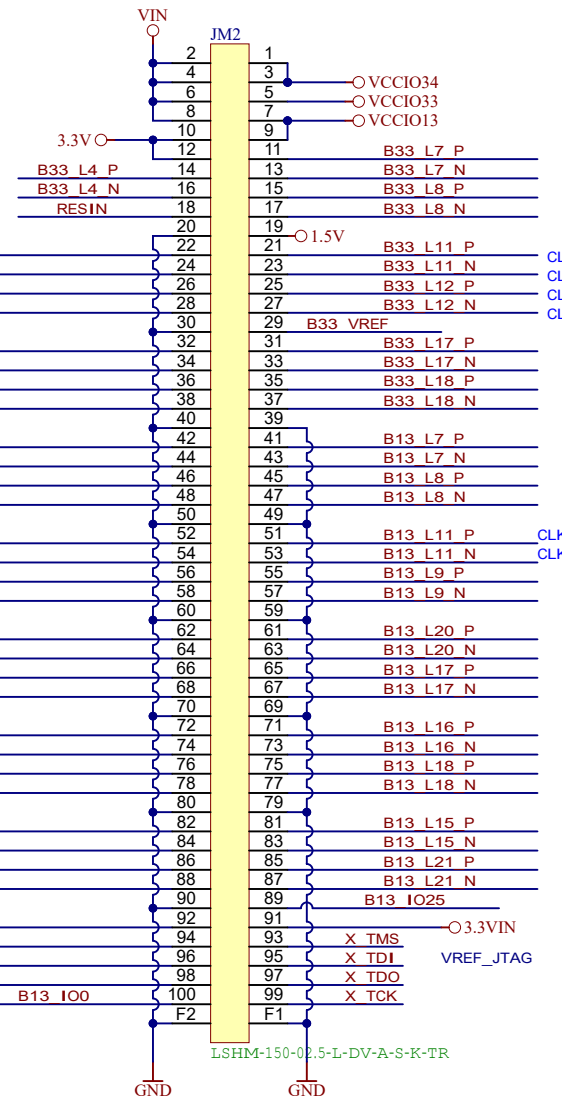 VIN
JM2
2 1
4 3 VCCIO34
6 5 VCCIO33
8 7 VCCIO13
3.3V 10 9
12 11 B33_L7_P
B33_L4_P 14 13 B33_L7_N
B33_L4_N 16 15 B33_L8_P
RESIN 18 17 B33_L8_N
20 19 1.5V
22 21 B33_L11_P
24 23 B33_L11_N
26 25 B33_L12_P
28 27 B33_L12_N
30 29 B33_VREF
32 31 B33_L17_P
34 33 B33_L17_N
36 35 B33_L18_P
38 37 B33_L18_N
40 39
42 41 B13_L7_P
44 43 B13_L7_N
46 45 B13_L8_P
48 47 B13_L8_N
50 49
52 51 B13_L11_P
54 53 B13_L11_N
56 55 B13_L9_P
58 57 B13_L9_N
60 59
62 61 B13_L20_P
64 63 B13_L20_N
66 65 B13_L17_P
68 67 B13_L17_N
70 69
72 71 B13_L16_P
74 73 B13_L16_N
76 75 B13_L18_P
78 77 B13_L18_N
80 79
82 81 B13_L15_P
84 83 B13_L15_N
86 85 B13_L21_P
88 87 B13_L21_N
90 89 B13_IO25
92 91 3.3VIN
94 93 X_TMS
96 95 X_TDI VREF_JTAG
98 97 X_TDO
B13_IO0 100 99 X_TCK
F2 F1
LSHM-150-02.5-L-DV-A-S-K-TR
GND GND